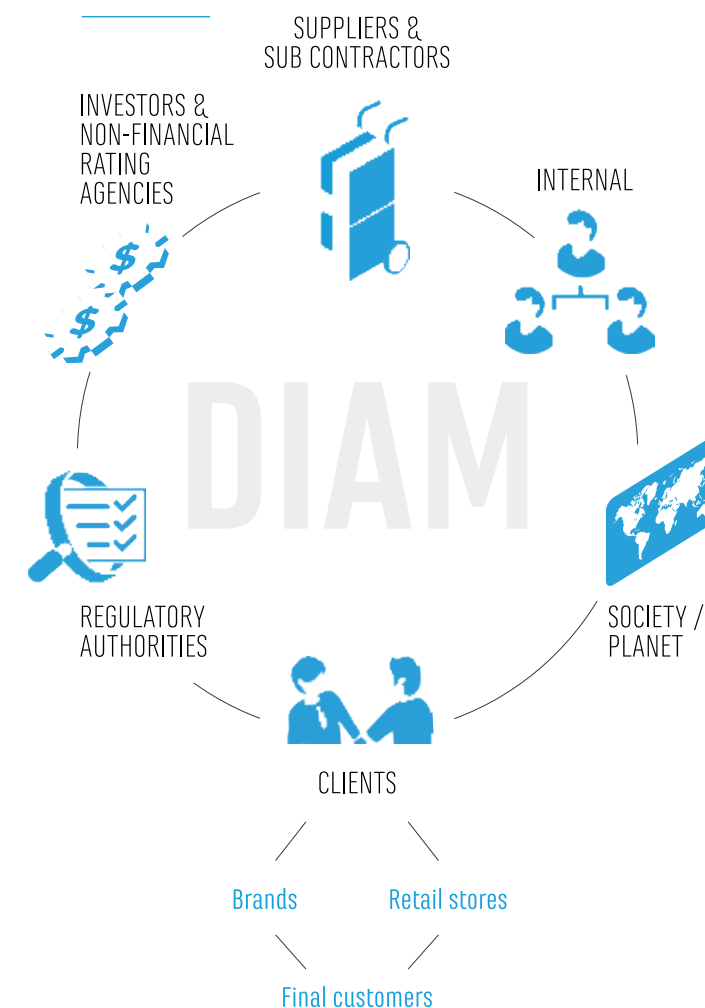 SUPPLIERS &
SUB CONTRACTORS
INVESTORS &
NON-FINANCIAL
RATING
AGENCIES
INTERNAL
$
$
DIAM
REGULATORY
AUTHORITIES
SOCIETY /
PLANET
CLIENTS
Brands
Retail stores
Final customers